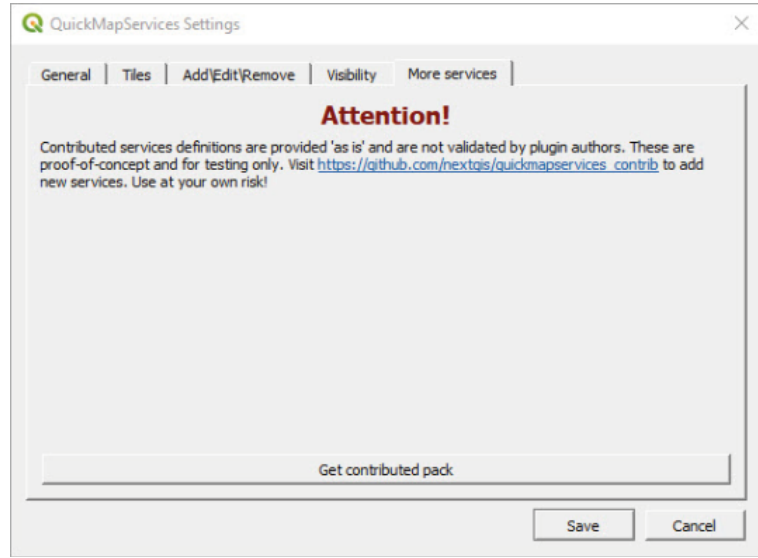 QuickMapServices Settings
General
Tiles
Add\Edit\Remove
Visibility
More services
Attention!
Contributed services definitions are provided 'as is' and are not validated by plugin authors. These are
proof-of-concept and for testing only. Visit https://github.com/nextgis/quickmapservices_contrib to add
new services. Use at your own risk!
Get contributed pack
Save
Cancel